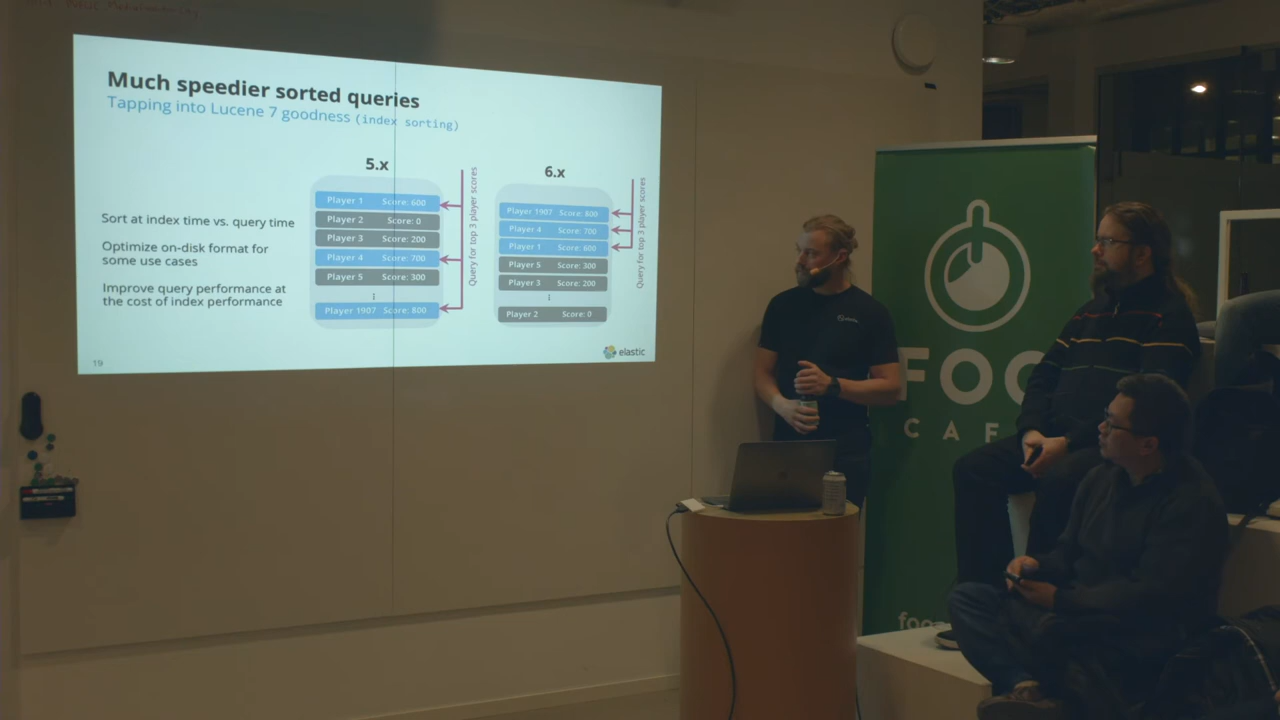 Much speedier sorted queries
Tapping into Lucene 7 goodness (index sorting)
Sort at index time vs. query time
Optimize on-disk format for
some use cases
Improve query performance at
the cost of index performance
5.x
Player 1 Score: 600
Player 2 Score: 0
Player 3 Score: 200
Player 4 Score: 700
Player 5 Score: 300
Player 1907 Score: 800
Query for top 3 player scores
6.x
Player 1907 Score: 800
Player 4 Score: 700
Player 1 Score: 600
Player 5 Score: 300
Player 3 Score: 200
Player 2 Score: 0
Query for top 3 player scores
19
elastic
FOO
CAF
foo